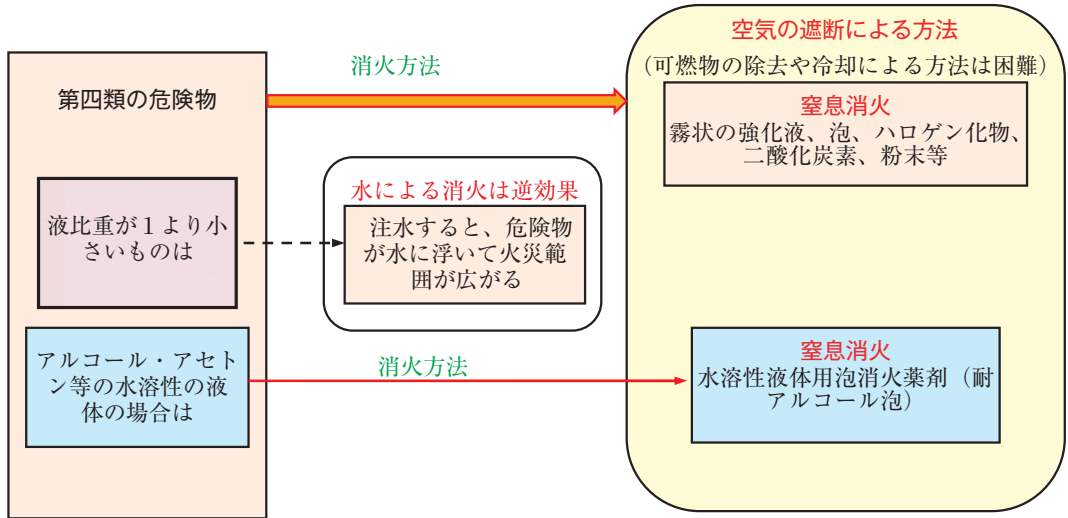 空気の遮断による方法
(可燃物の除去や冷却による方法は困難)
消火方法
第四類の危険物
窒息消火
霧状の強化液、泡、ハロゲン化物、
二酸化炭素、粉末等
水による消火は逆効果
液比重が１より小
さいものは
注水すると、危険物
が水に浮いて火災範
囲が広がる
アルコール・アセト
ン等の水溶性の液
体の場合は
消火方法
窒息消火
水溶性液体用泡消火薬剤（耐
アルコール泡）